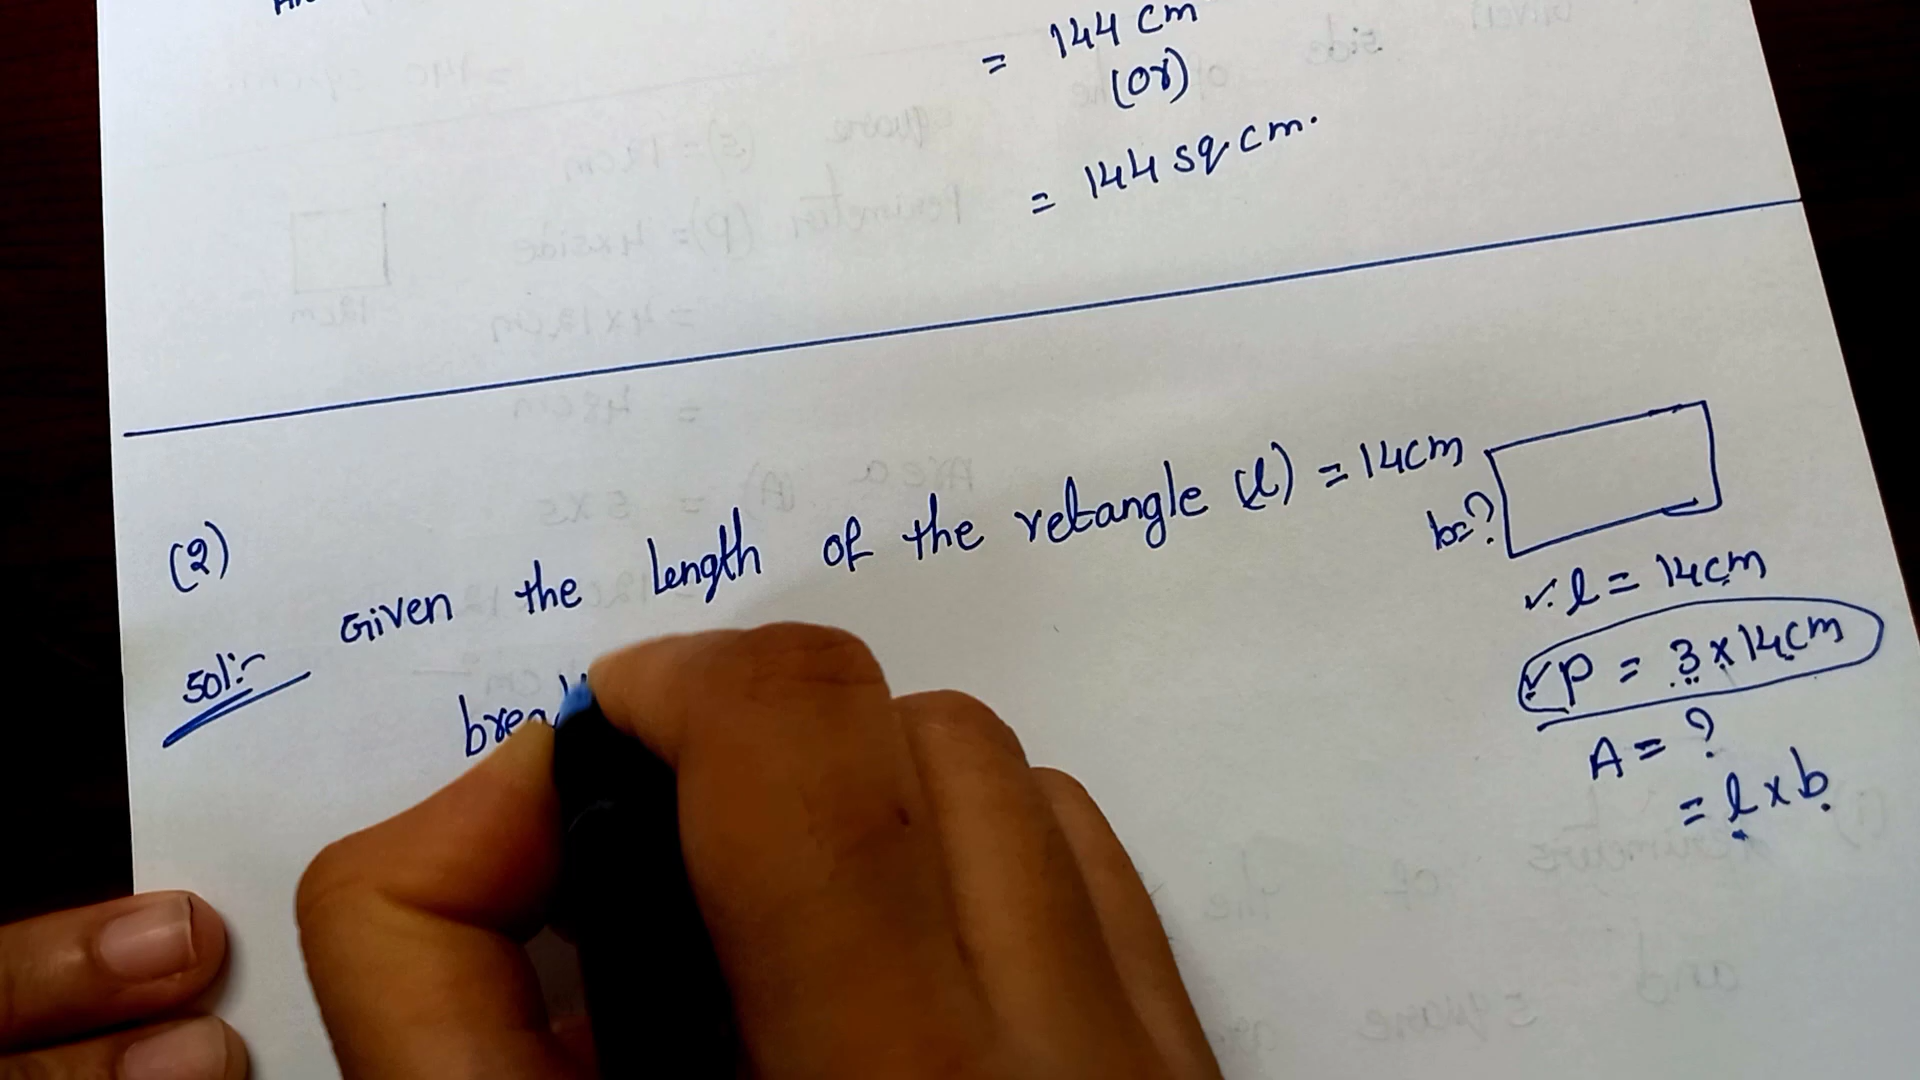 = 144 cm
(or)
= 144 sq.cm.
(2)
Sol:- Given the length of the retangle (l) = 14cm
b=?
l = 14cm
P = 3 x 14cm
A = ?
= l x b